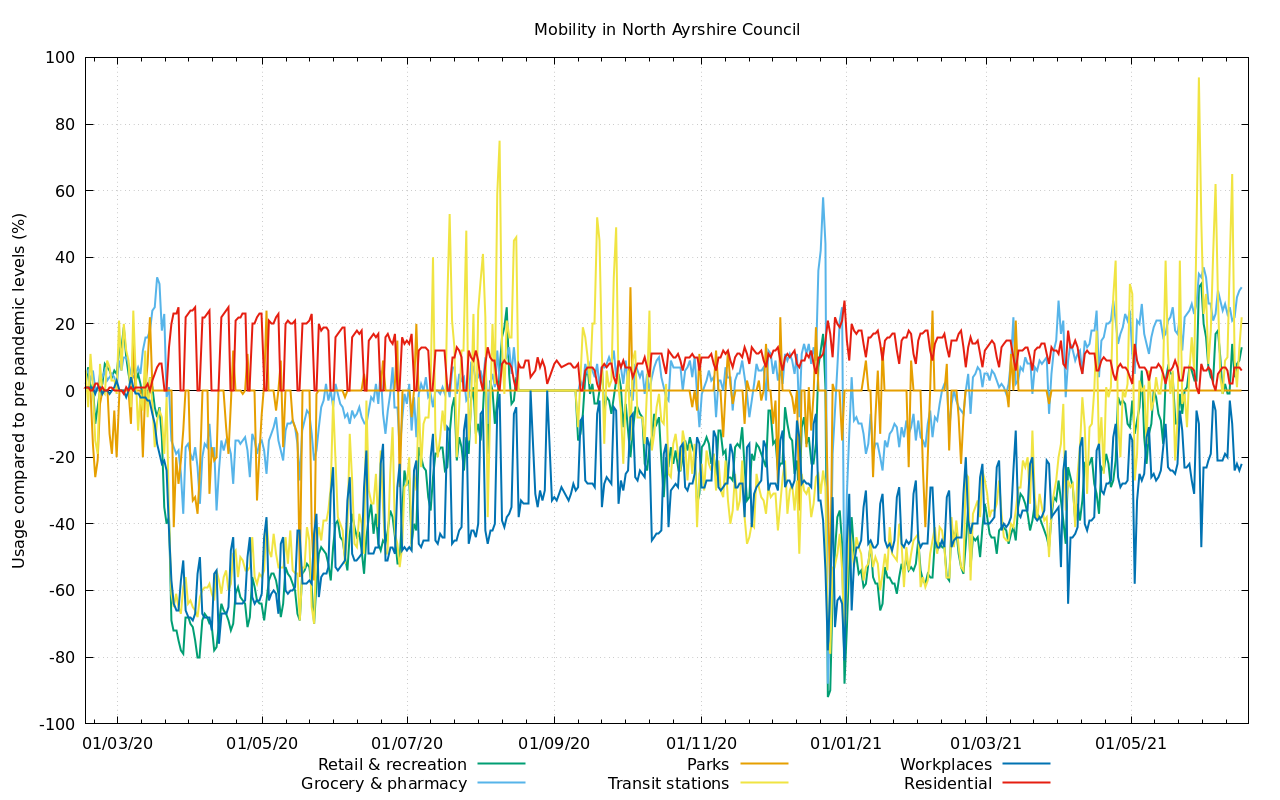 Mobility in North Ayrshire Council
Usage compared to pre pandemic levels (%)
100
80
60
40
20
0
-20
-40
-60
-80
-100
01/03/20 01/05/20 01/07/20 01/09/20 01/11/20 01/01/21 01/03/21 01/05/21
Retail & recreation Parks Workplaces
Grocery & pharmacy Transit stations Residential